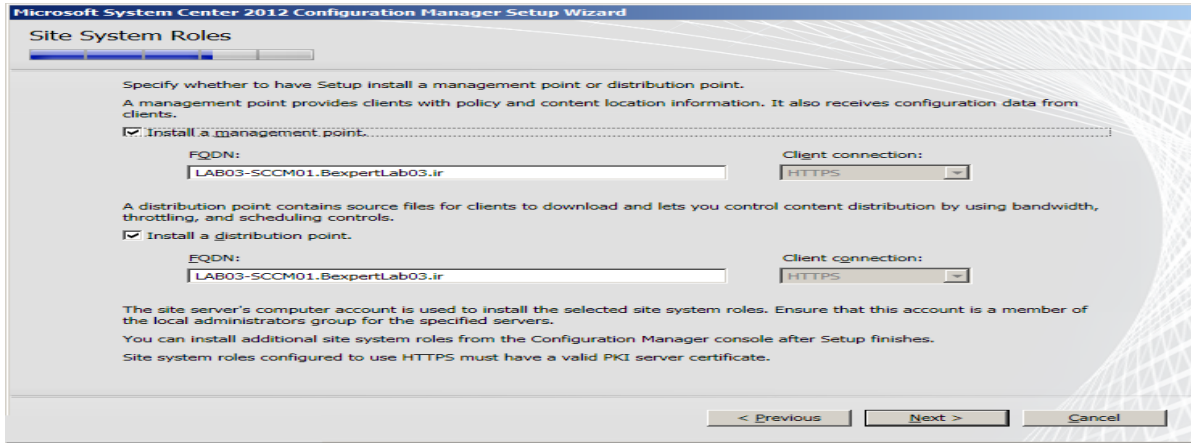 Microsoft System Center 2012 Configuration Manager Setup Wizard
Site System Roles
Specify whether to have Setup install a management point or distribution point.
A management point provides clients with policy and content location information. It also receives configuration data from
clients.
Install a management point.
FQDN:
Client connection:
LAB03-SCCM01.BexpertLab03.ir
HTTPS
A distribution point contains source files for clients to download and lets you control content distribution by using bandwidth,
throttling, and scheduling controls.
Install a distribution point.
FQDN:
Client connection:
LAB03-SCCM01.BexpertLab03.ir
HTTPS
The site server's computer account is used to install the selected site system roles. Ensure that this account is a member of
the local administrators group for the specified servers.
You can install additional site system roles from the Configuration Manager console after Setup finishes.
Site system roles configured to use HTTPS must have a valid PKI server certificate.
< Previous
Next >
Cancel